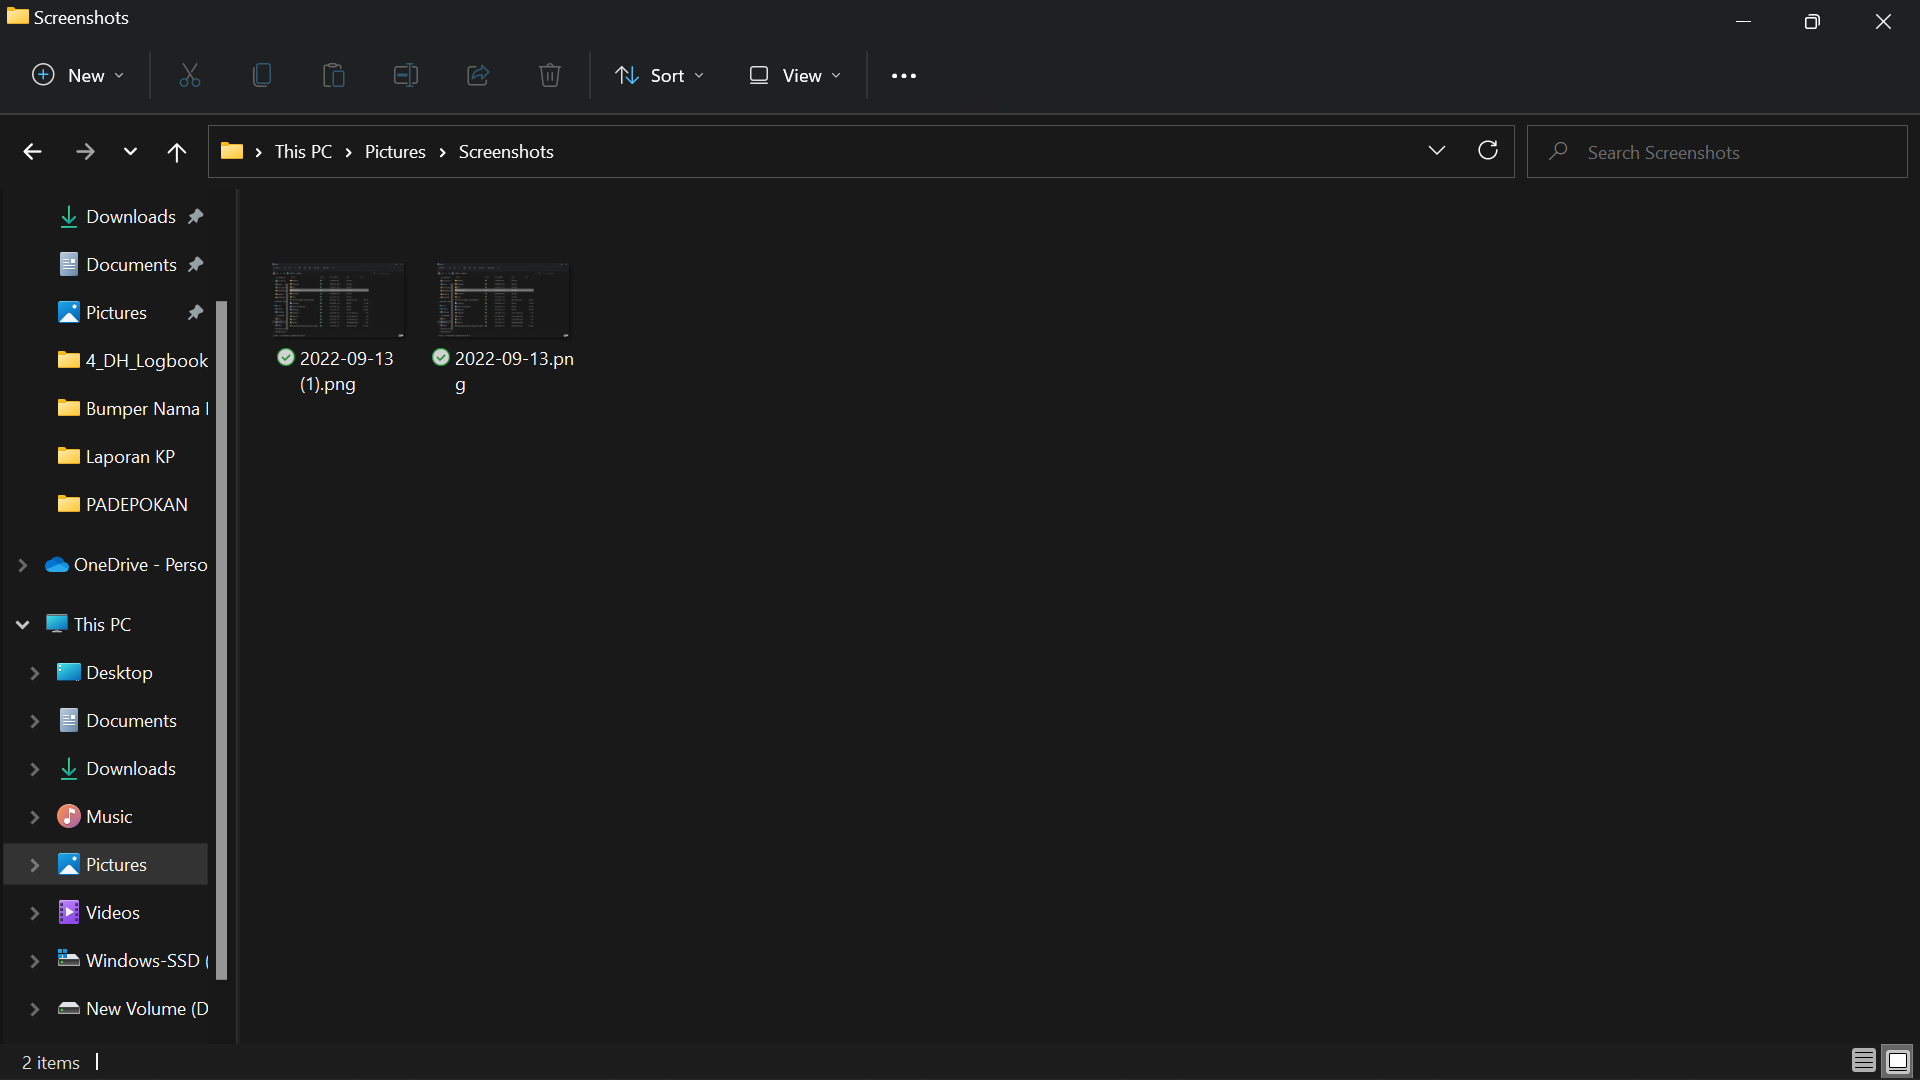 Screenshots
New
Sort
View
This PC
Pictures
Screenshots
Search Screenshots
Downloads
Documents
Pictures
4_DH_Logbook
Bumper Nama
Laporan KP
PADEPOKAN
OneDrive - Perso
This PC
Desktop
Documents
Downloads
Music
Pictures
Videos
Windows-SSD (
New Volume (D
2022-09-13
(1).png
2022-09-13.pn
g
2 items